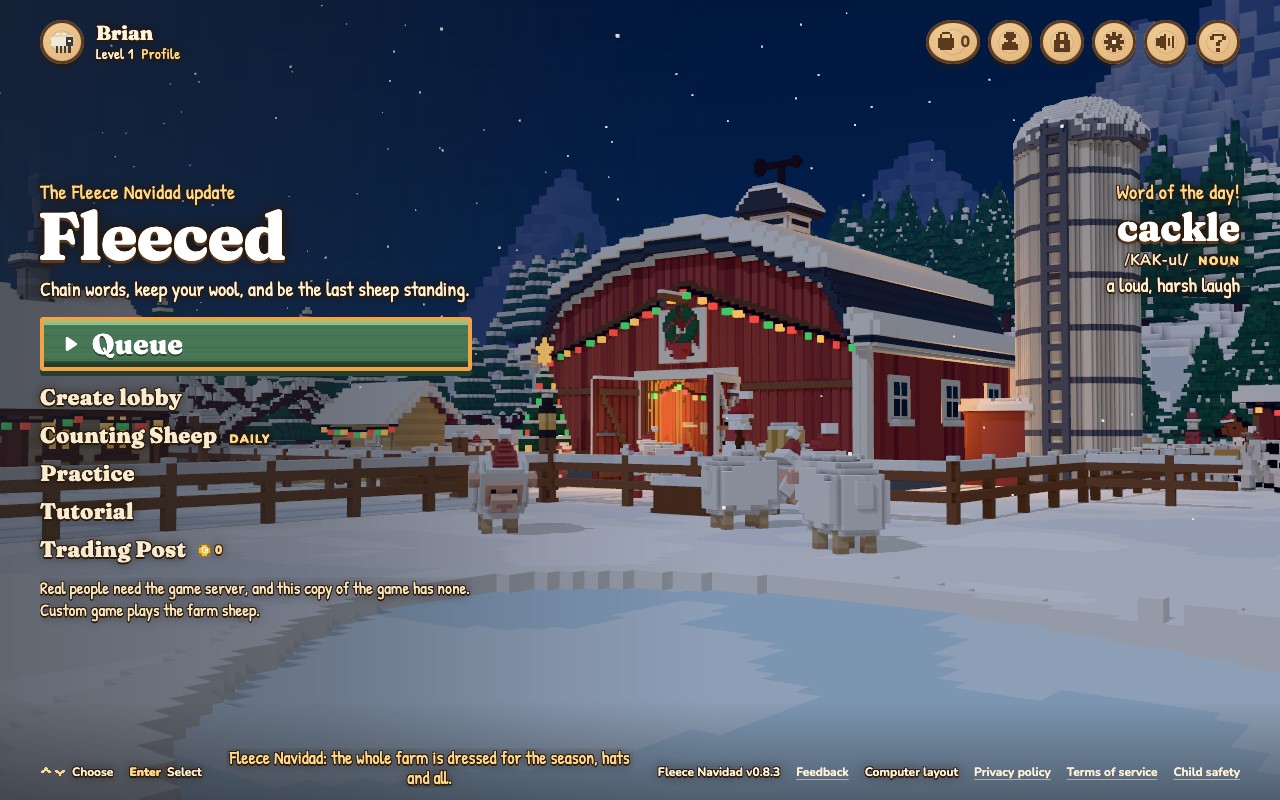 Brian
Level 1 Profile
0
The Fleece Navidad update
Fleeced
Chain words, keep your wool, and be the last sheep standing.
Queue
Create lobby
Counting Sheep DAILY
Practice
Tutorial
Trading Post 0
Real people need the game server, and this copy of the game has none.
Custom game plays the farm sheep.
Word of the day!
cackle
/KAK-ul/ NOUN
a loud, harsh laugh
Choose Enter Select
Fleece Navidad: the whole farm is dressed for the season, hats
and all.
Fleece Navidad v0.8.3 Feedback Computer layout Privacy policy Terms of service Child safety